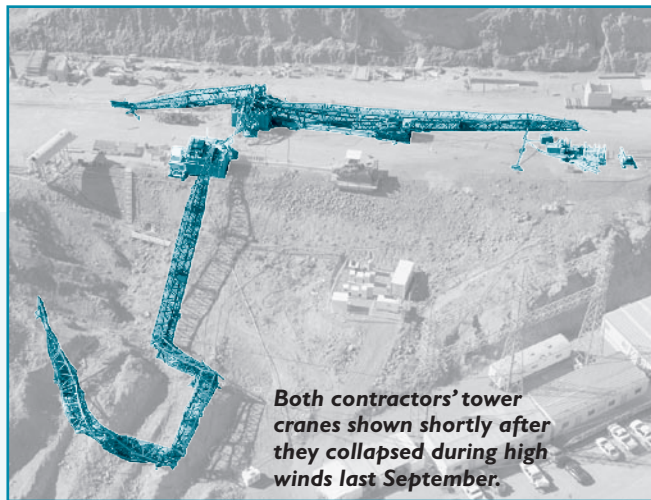 Both contractors’ tower
cranes shown shortly after
they collapsed during high
winds last September.